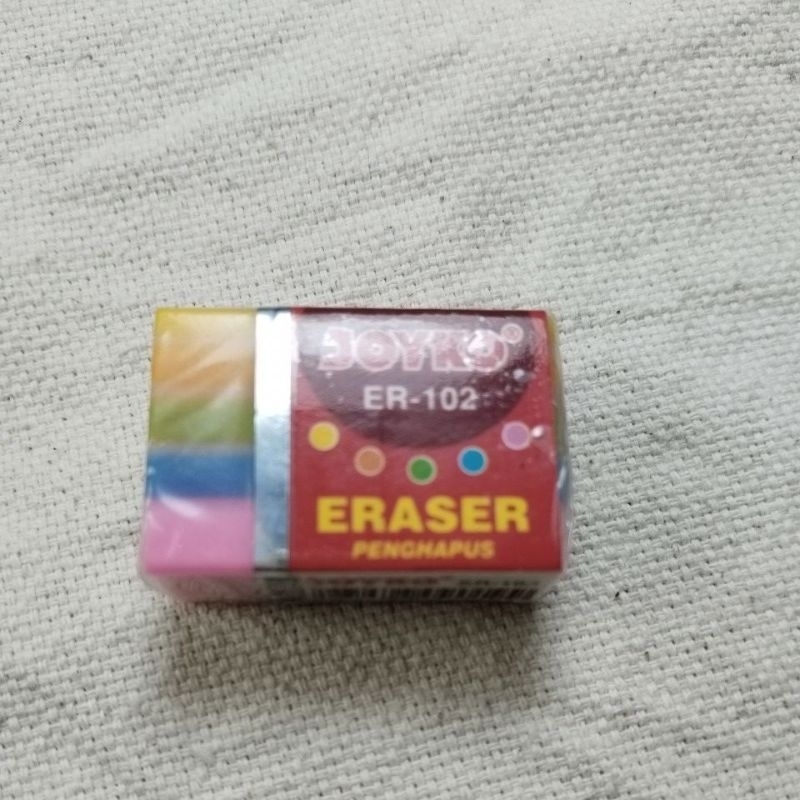 JOYKO®
ER-102
ERASER
PENGHAPUS